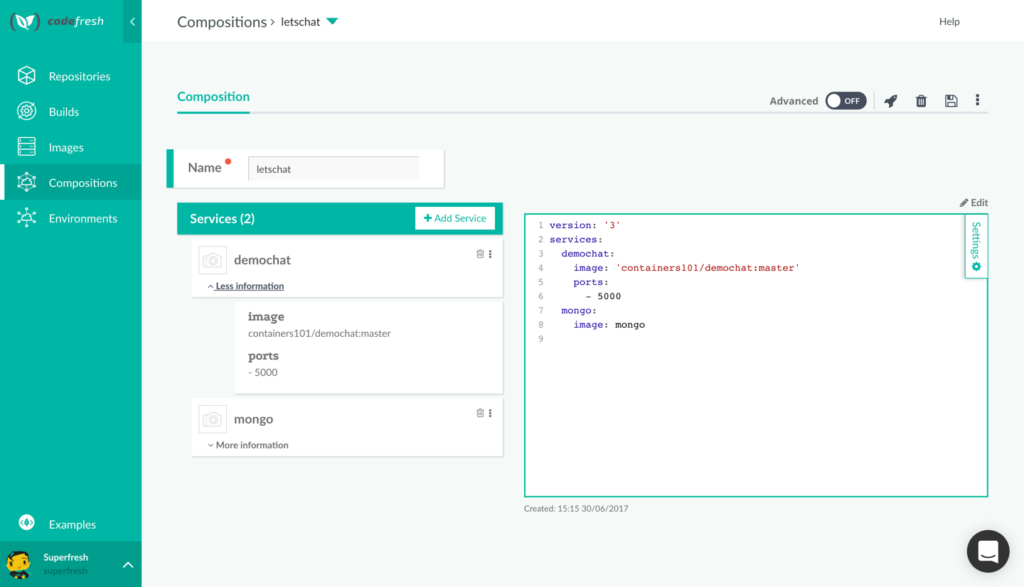 codefresh
Compositions › letschat
Help
Repositories
Builds
Images
Compositions
Environments
Examples
Superfresh
superfresh
Composition
Advanced OFF
Name
letschat
Services (2)
Add Service
demochat
Less information
image
containers101/demochat:master
ports
- 5000
mongo
More information
Edit
1 version: '3'
2 services:
3 demochat:
4 image: 'containers101/demochat:master'
5 ports:
6 - 5000
7 mongo:
8 image: mongo
9
Settings
Created: 15:15 30/06/2017